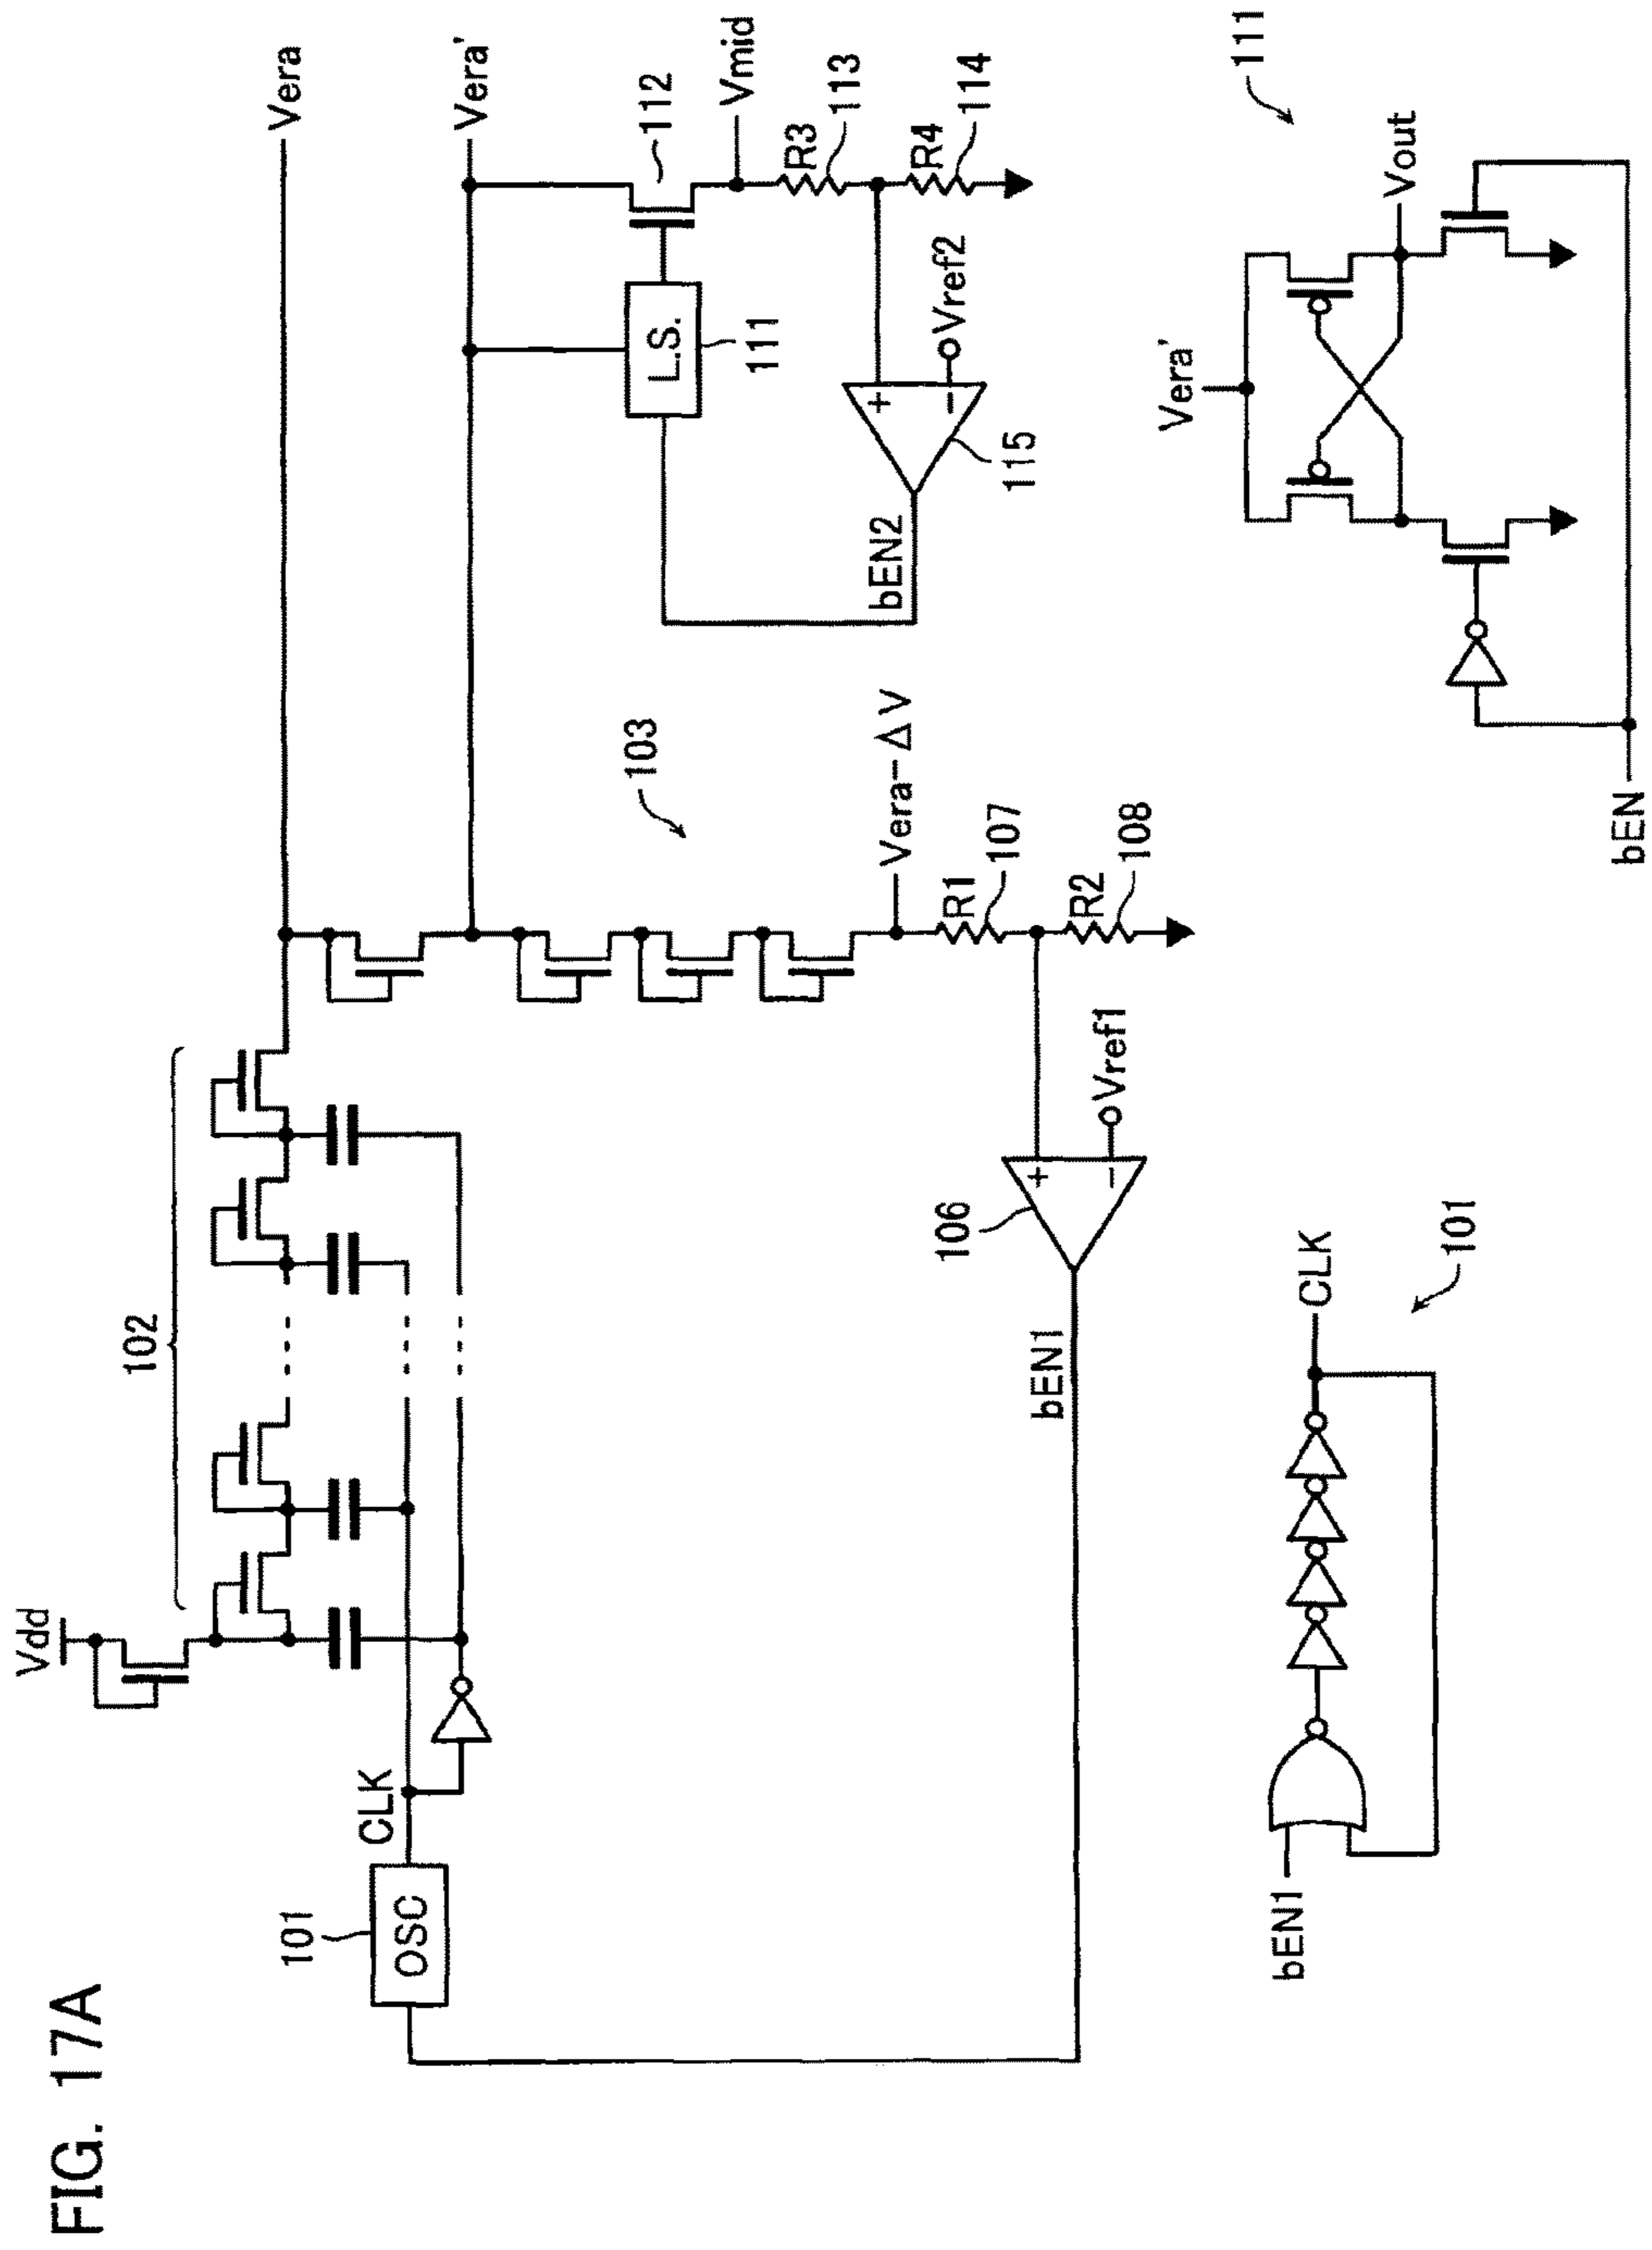 FIG. 17A
Vdd
102
Vera
Vera'
101
OSC
CLK
103
112
Vmid
L.S.
111
R3
113
R4
114
Vref2
+
-
115
bEN2
Vera-ΔV
R1
107
R2
108
Vref1
+
-
106
bEN1
bEN1
CLK
101
Vera'
111
Vout
bEN